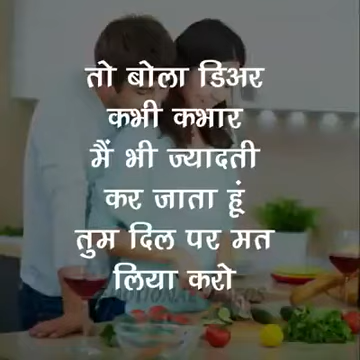 तो बोला डिअर
कभी कभार
मैं भी ज्यादती
कर जाता हूं
तुम दिल पर मत
लिया करो